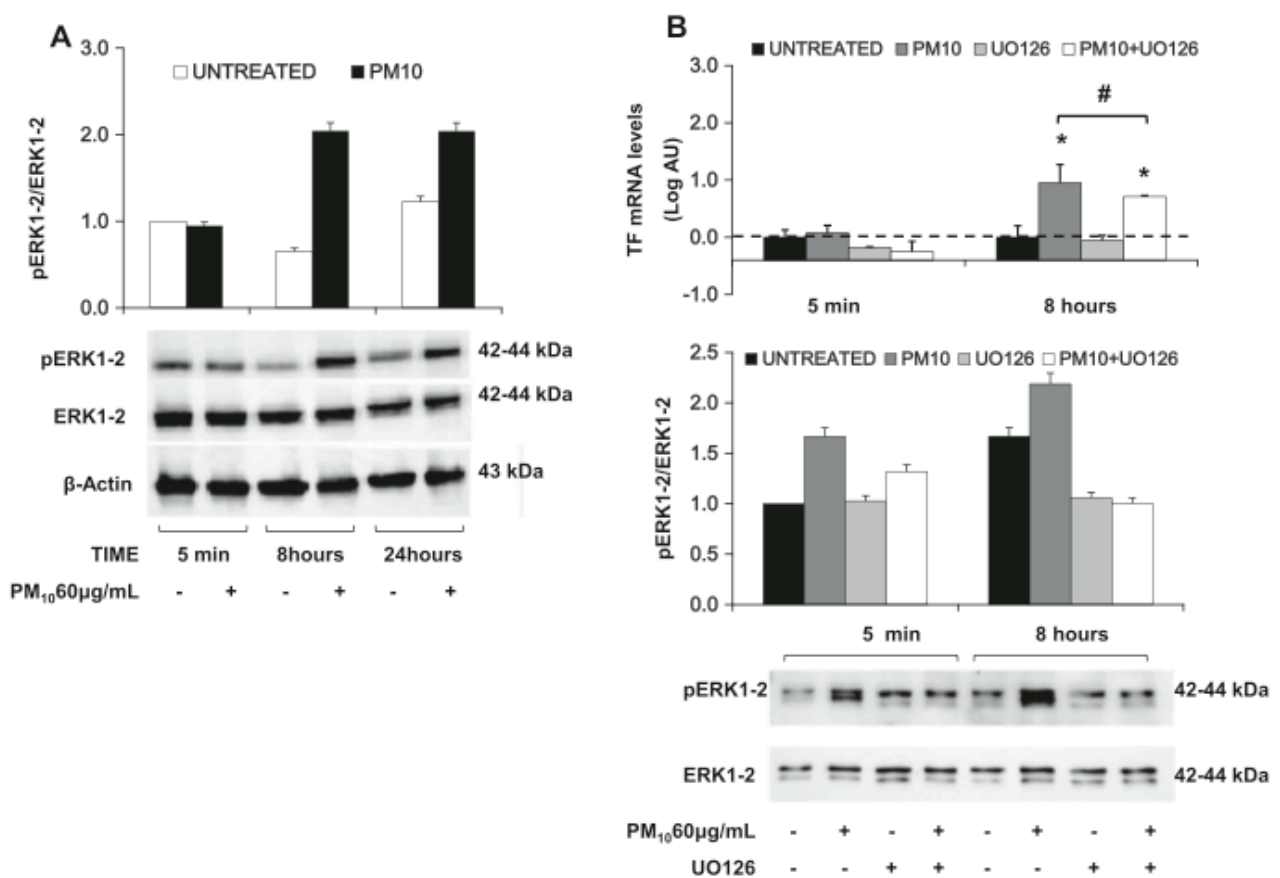 A
3.0
2.0
1.0
0.0
pERK1-2/ERK1-2
UNTREATED PM10
pERK1-2 42-44 kDa
ERK1-2 42-44 kDa
β-Actin 43 kDa
TIME 5 min 8hours 24hours
PM₁₀60µg/mL - + - + - +
B
UNTREATED PM10 UO126 PM10+UO126
3.0
2.0
1.0
0.0
-1.0
TF mRNA levels
(Log AU)
#
* *
5 min 8 hours
2.5
2.0
1.5
1.0
0.5
0.0
pERK1-2/ERK1-2
UNTREATED PM10 UO126 PM10+UO126
5 min 8 hours
pERK1-2 42-44 kDa
ERK1-2 42-44 kDa
PM₁₀60µg/mL - + - + - + - +
UO126 - - + + - - + +